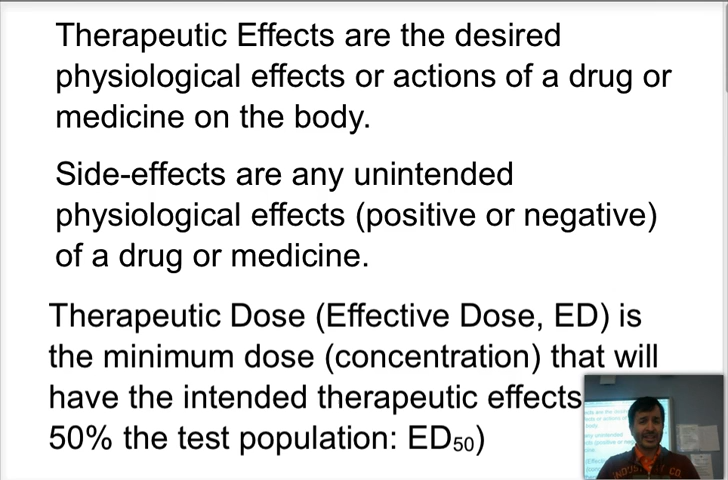 Therapeutic Effects are the desired
physiological effects or actions of a drug or
medicine on the body.
Side-effects are any unintended
physiological effects (positive or negative)
of a drug or medicine.
Therapeutic Dose (Effective Dose, ED) is
the minimum dose (concentration) that will
have the intended therapeutic effects
50% the test population: ED50)